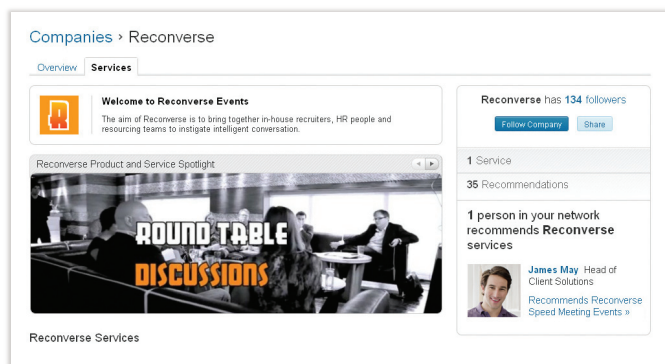 Companies › Reconverse
Overview Services
R
Welcome to Reconverse Events
The aim of Reconverse is to bring together in-house recruiters, HR people and
resourcing teams to instigate intelligent conversation.
Reconverse Product and Service Spotlight
ROUND TABLE
DISCUSSIONS
Reconverse Services
Reconverse has 134 followers
Follow Company Share
1 Service
35 Recommendations
1 person in your network
recommends Reconverse
services
James May Head of
Client Solutions
Recommends Reconverse
Speed Meeting Events »